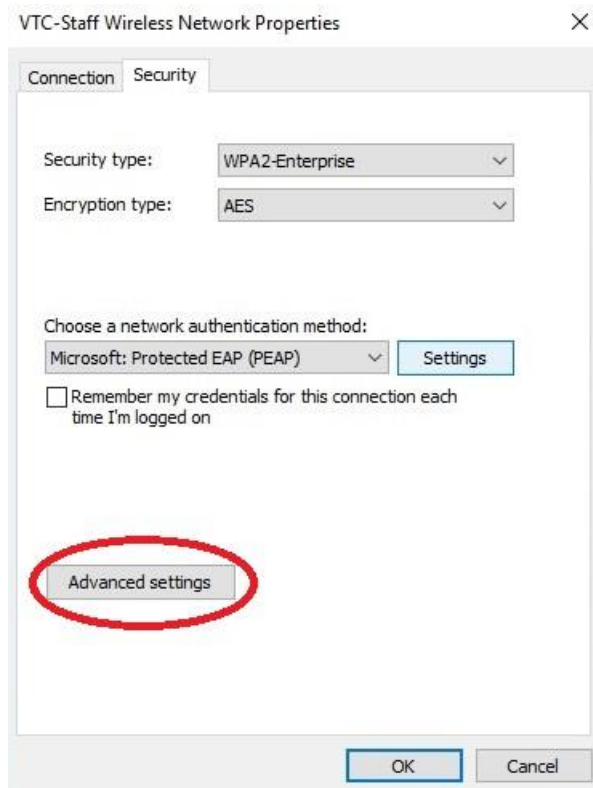 VTC-Staff Wireless Network Properties
Connection Security
Security type: WPA2-Enterprise
Encryption type: AES
Choose a network authentication method:
Microsoft: Protected EAP (PEAP) Settings
Remember my credentials for this connection each
time I'm logged on
Advanced settings
OK Cancel